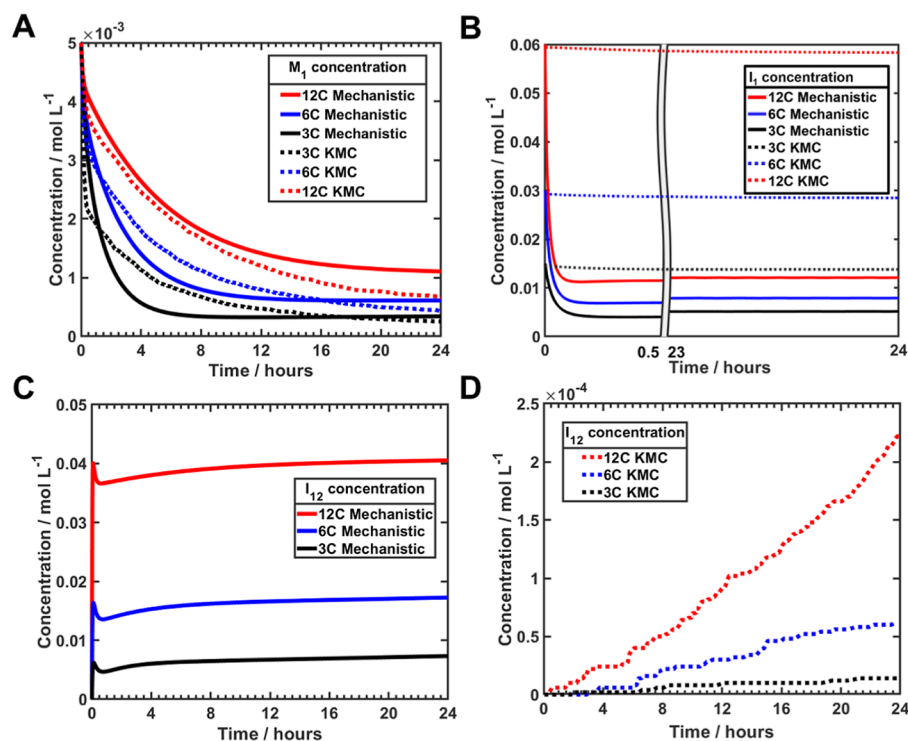 A
×10⁻³
5
4
3
2
1
0
Concentration / mol L⁻¹
M₁ concentration
12C Mechanistic
6C Mechanistic
3C Mechanistic
3C KMC
6C KMC
12C KMC
0 4 8 12 16 20 24
Time / hours
B
0.06
0.05
0.04
0.03
0.02
0.01
0
Concentration / mol L⁻¹
I₁ concentration
12C Mechanistic
6C Mechanistic
3C Mechanistic
3C KMC
6C KMC
12C KMC
0 0.5 23 24
Time / hours
C
0.05
0.04
0.03
0.02
0.01
0
Concentration / mol L⁻¹
I₁₂ concentration
12C Mechanistic
6C Mechanistic
3C Mechanistic
0 4 8 12 16 20 24
Time / hours
D
×10⁻⁴
2.5
2
1.5
1
0.5
0
Concentration / mol L⁻¹
I₁₂ concentration
12C KMC
6C KMC
3C KMC
0 4 8 12 16 20 24
Time / hours